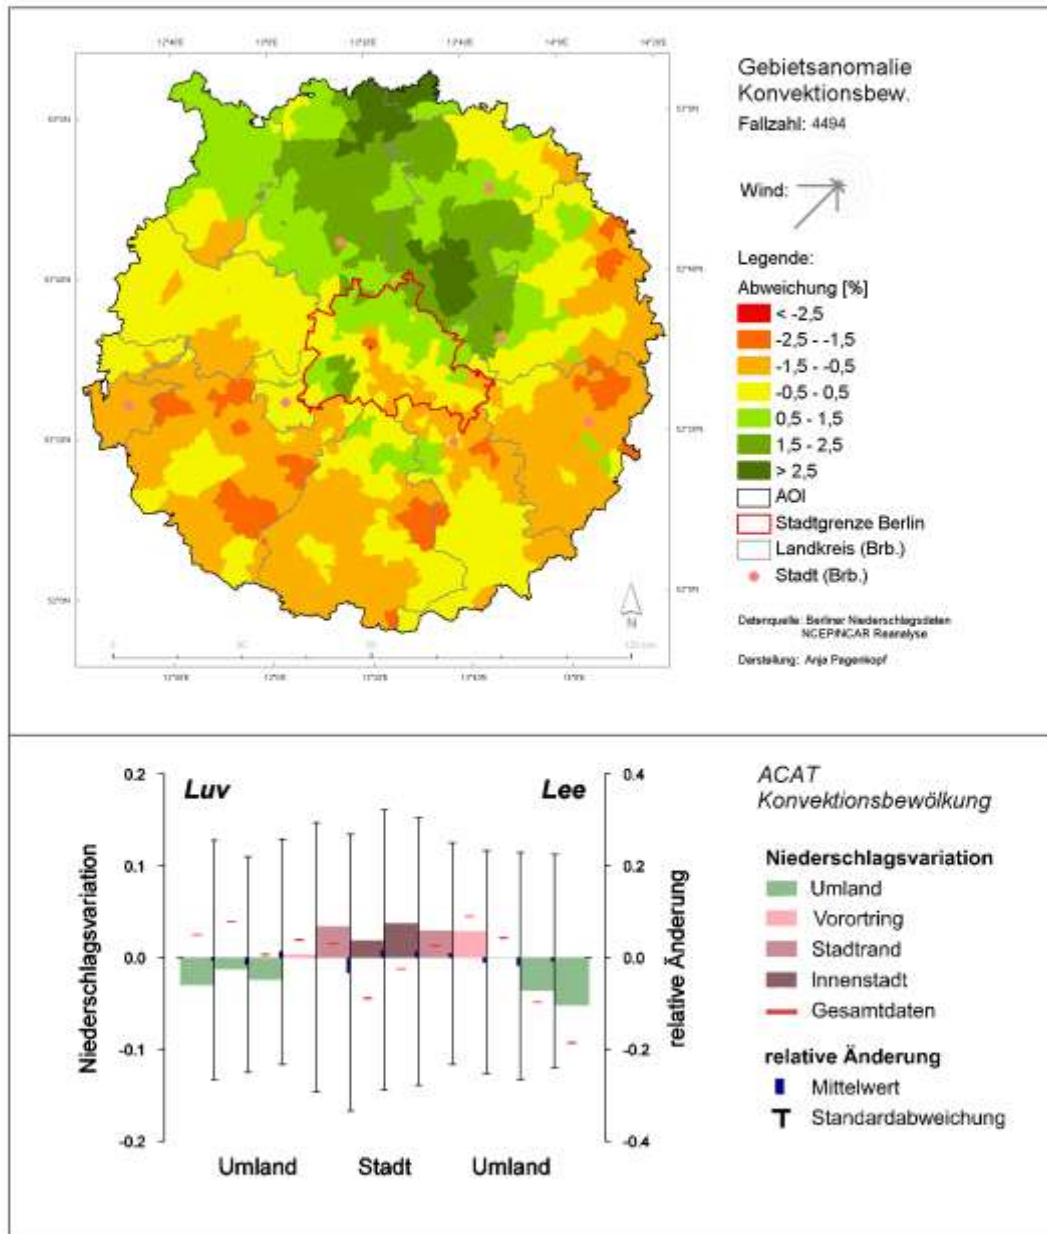 Gebietsanomalie
Konvektionsbew.
Fallzahl: 4494
Wind:
Legende:
Abweichung [%]
< -2,5
-2,5 - -1,5
-1,5 - -0,5
-0,5 - 0,5
0,5 - 1,5
1,5 - 2,5
> 2,5
AOI
Stadtgrenze Berlin
Landkreis (Brb.)
Stadt (Brb.)
N
Datenquelle: Berliner Niederschlagsdaten
NCEP/NCAR Reanalyse
Darstellung: Anja Pagenkopf
0.2
0.1
0.0
-0.1
-0.2
Niederschlagsvariation
Luv
Lee
0.4
0.2
0.0
-0.2
-0.4
relative Änderung
Umland
Stadt
Umland
ACAT
Konvektionsbewölkung
Niederschlagsvariation
Umland
Vorortring
Stadtrand
Innenstadt
Gesamtdaten
relative Änderung
Mittelwert
Standardabweichung